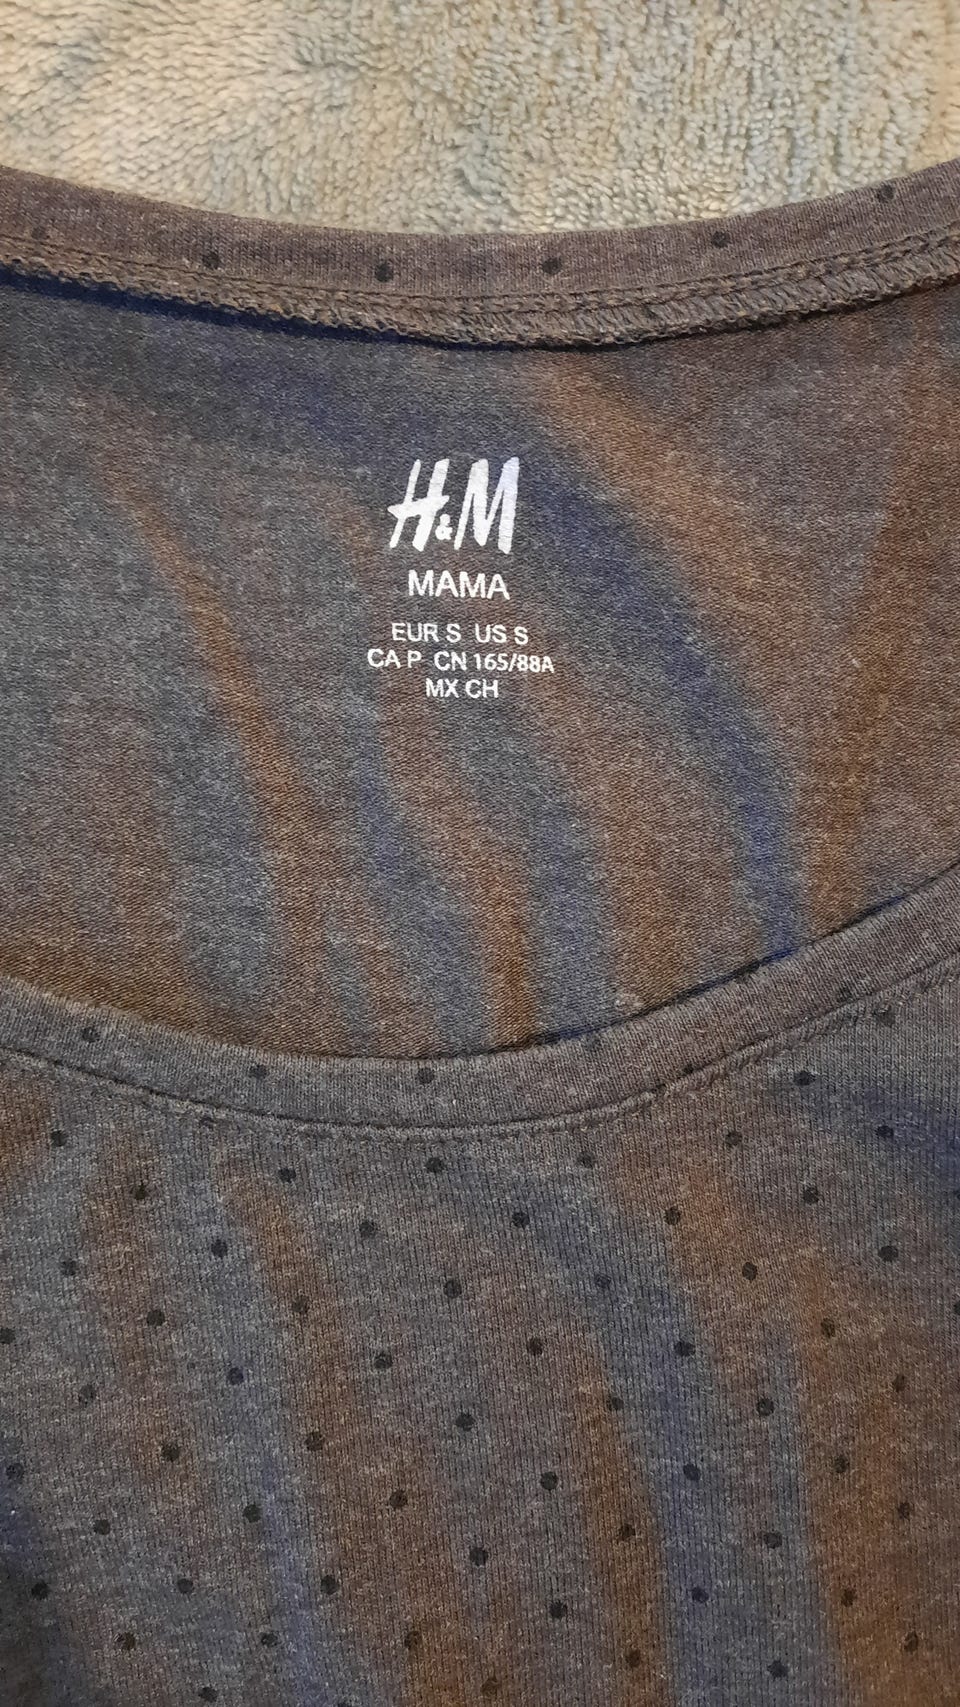 H&M
MAMA
EUR S US S
CA P CN 165/88A
MX CH